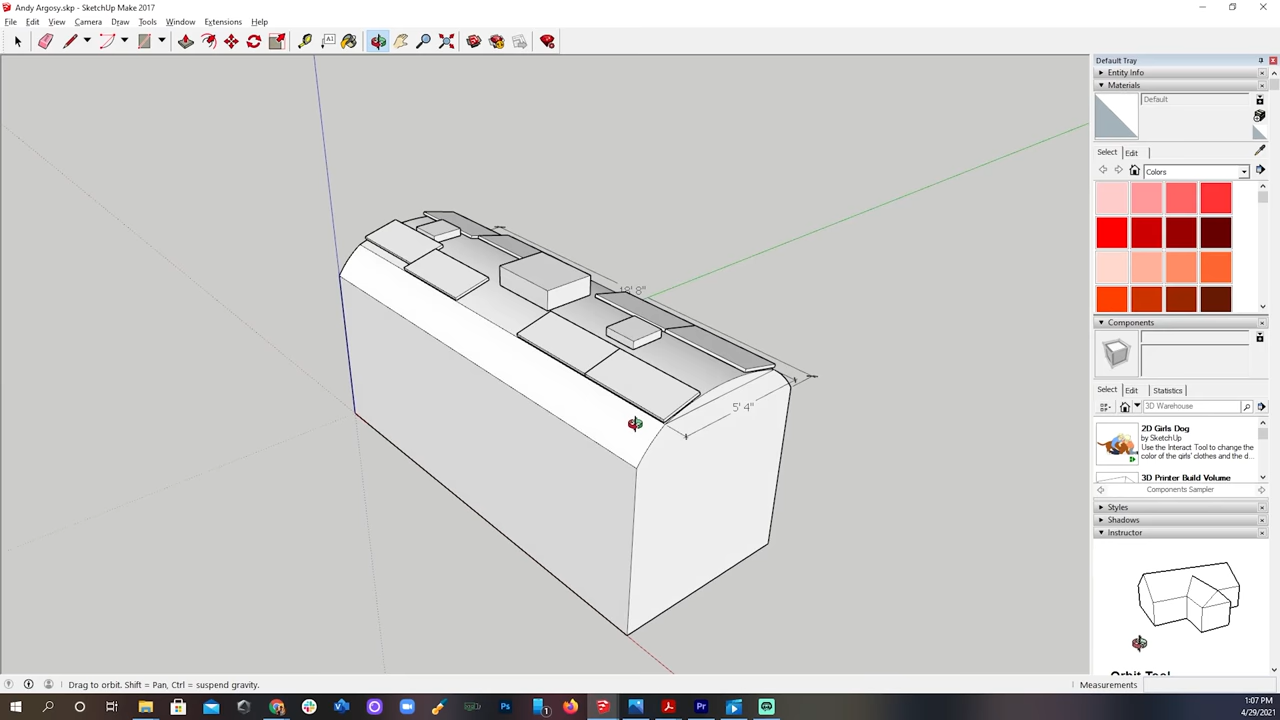 Andy Argosy.skp - SketchUp Make 2017
File Edit View Camera Draw Tools Window Extensions Help
A1
Default Tray
Entity Info
Materials
Default
Select Edit
Colors
Components
Select Edit Statistics
3D Warehouse
2D Girls Dog
by SketchUp
Use the Interact Tool to change the
color of the girls' clothes and the d...
3D Printer Build Volume
Components Sampler
Styles
Shadows
Instructor
5' 4"
Drag to orbit. Shift = Pan, Ctrl = suspend gravity.
Measurements
Ps
Pr
1:07 PM
4/29/2021